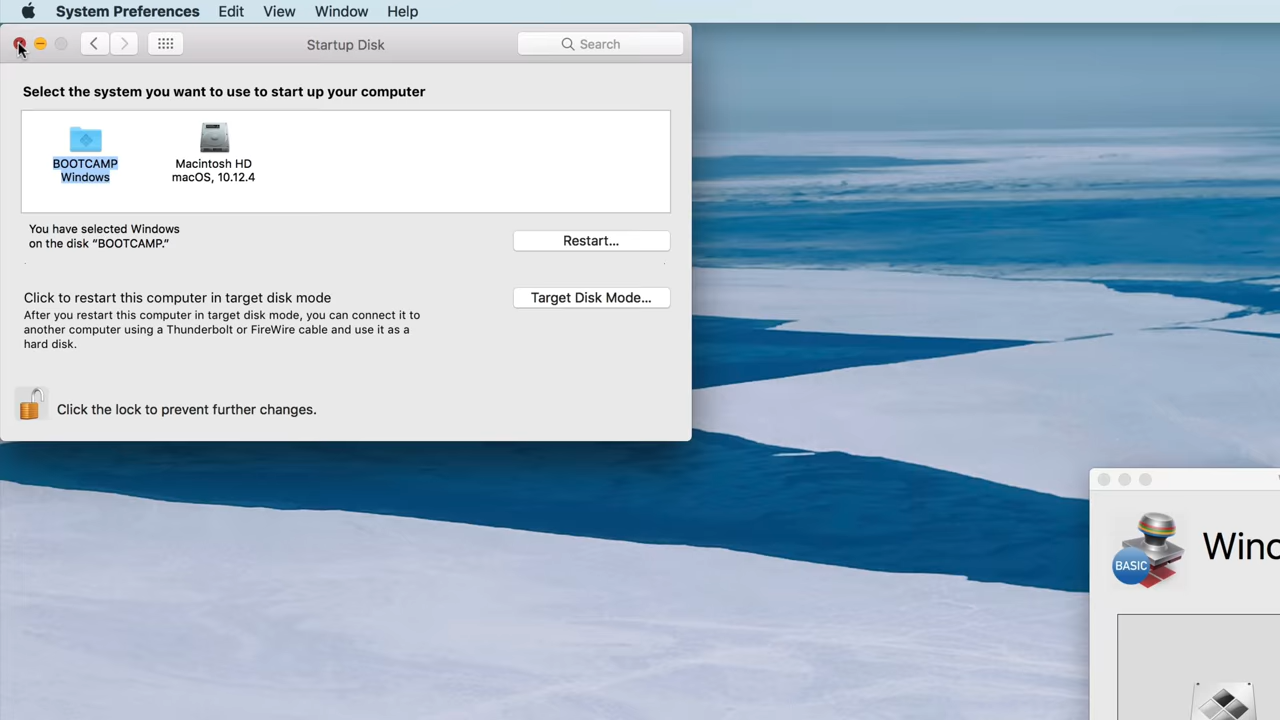 System Preferences Edit View Window Help
Startup Disk
Search
Select the system you want to use to start up your computer
BOOTCAMP
Windows
Macintosh HD
macOS, 10.12.4
You have selected Windows
on the disk “BOOTCAMP.”
Restart...
Click to restart this computer in target disk mode
After you restart this computer in target disk mode, you can connect it to
another computer using a Thunderbolt or FireWire cable and use it as a
hard disk.
Target Disk Mode...
Click the lock to prevent further changes.
BASIC